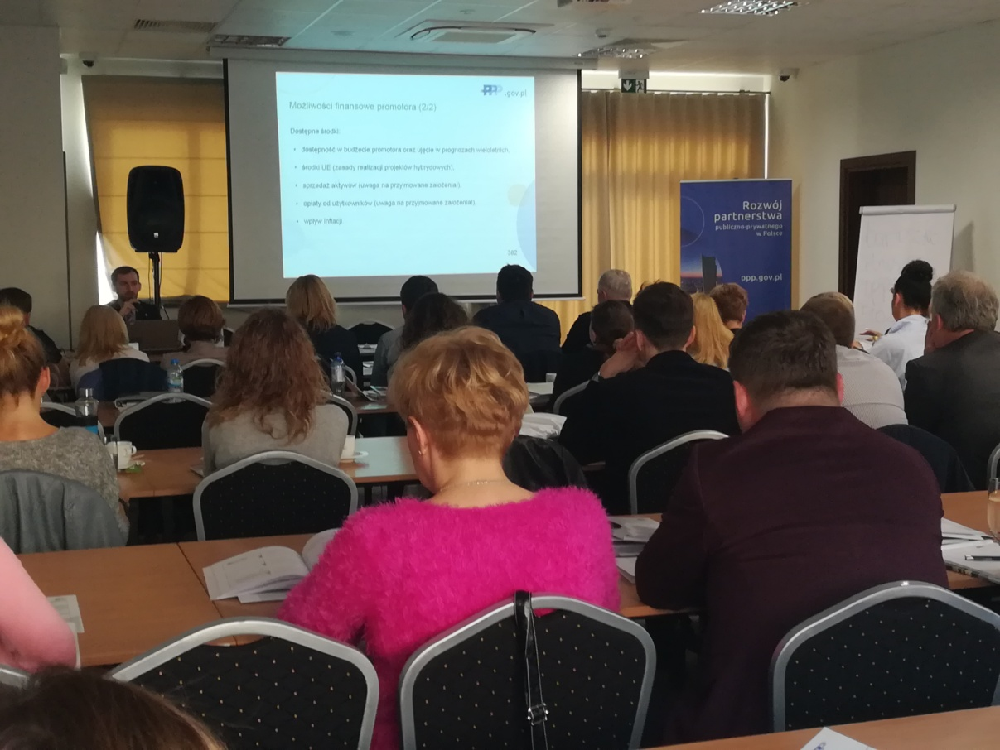 PPP.gov.pl
Możliwości finansowe promotora (2/2)
Dostępne środki:
• dostępność w budżecie promotora oraz ujęcie w prognozach wieloletnich
• środki UE (zasady realizacji projektów hybrydowych),
• sprzedaż aktywów (uwaga na przyjmowane założenia!),
• opłaty od użytkowników (uwaga na przyjmowane założenia!),
• wpływ inflacji
382
Rozwój
partnerstwa
publiczno-prywatnego
w Polsce
ppp.gov.pl